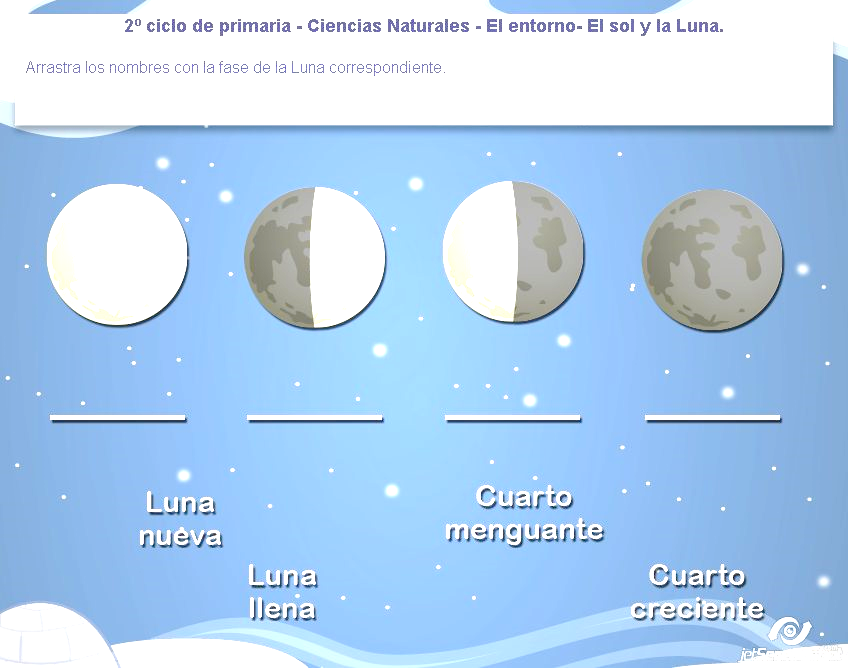 2º ciclo de primaria - Ciencias Naturales - El entorno- El sol y la Luna.
Arrastra los nombres con la fase de la Luna correspondiente.
Luna
nueva
Cuarto
menguante
Luna
llena
Cuarto
creciente